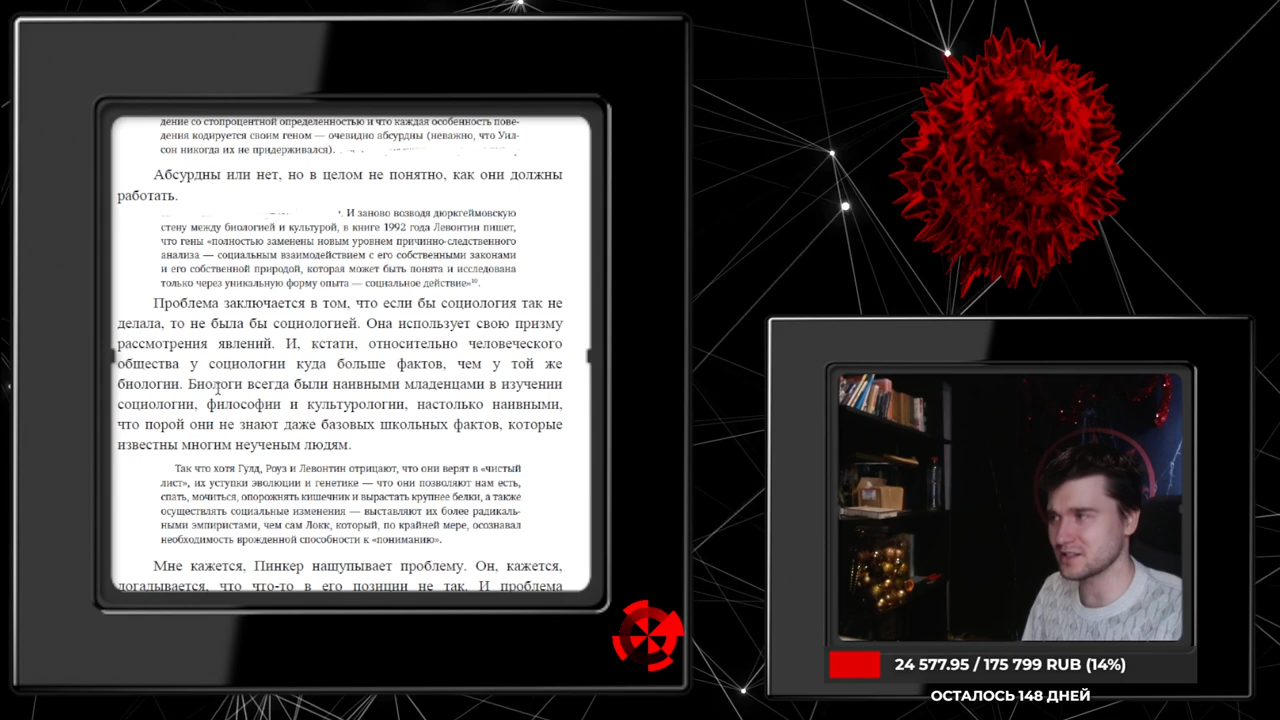 дение со стопроцентной определенностью и что каждая особенность пове-
дения кодируется своим геном — очевидно абсурдны (неважно, что Уил-
сон никогда их не придерживался).
Абсурдны или нет, но в целом не понятно, как они должны
работать.
И заново возводя дюркгеймовскую
стену между биологией и культурой, в книге 1992 года Левонтин пишет,
что гены «полностью заменены новым уровнем причинно-следственного
анализа — социальным взаимодействием с его собственными законами
и его собственной природой, которая может быть понята и исследована
только через уникальную форму опыта — социальное действие»¹⁰.
Проблема заключается в том, что если бы социология так не
делала, то не была бы социологией. Она использует свою призму
рассмотрения явлений. И, кстати, относительно человеческого
общества у социологии куда больше фактов, чем у той же
биологии. Биологи всегда были наивными младенцами в изучении
социологии, философии и культурологии, настолько наивными,
что порой они не знают даже базовых школьных фактов, которые
известны многим неученым людям.
Так что хотя Гулд, Роуз и Левонтин отрицают, что они верят в «чистый
лист», их уступки эволюции и генетике — что они позволяют нам есть,
спать, мочиться, опорожнять кишечник и вырастать крупнее белки, а также
осуществлять социальные изменения — выставляют их более радикаль-
ными эмпиристами, чем сам Локк, который, по крайней мере, осознавал
необходимость врожденной способности к «пониманию».
Мне кажется, Пинкер нащупывает проблему. Он, кажется,
догадывается, что что-то в его позиции не так. И проблема
24 577.95 / 175 799 RUB (14%)
ОСТАЛОСЬ 148 ДНЕЙ